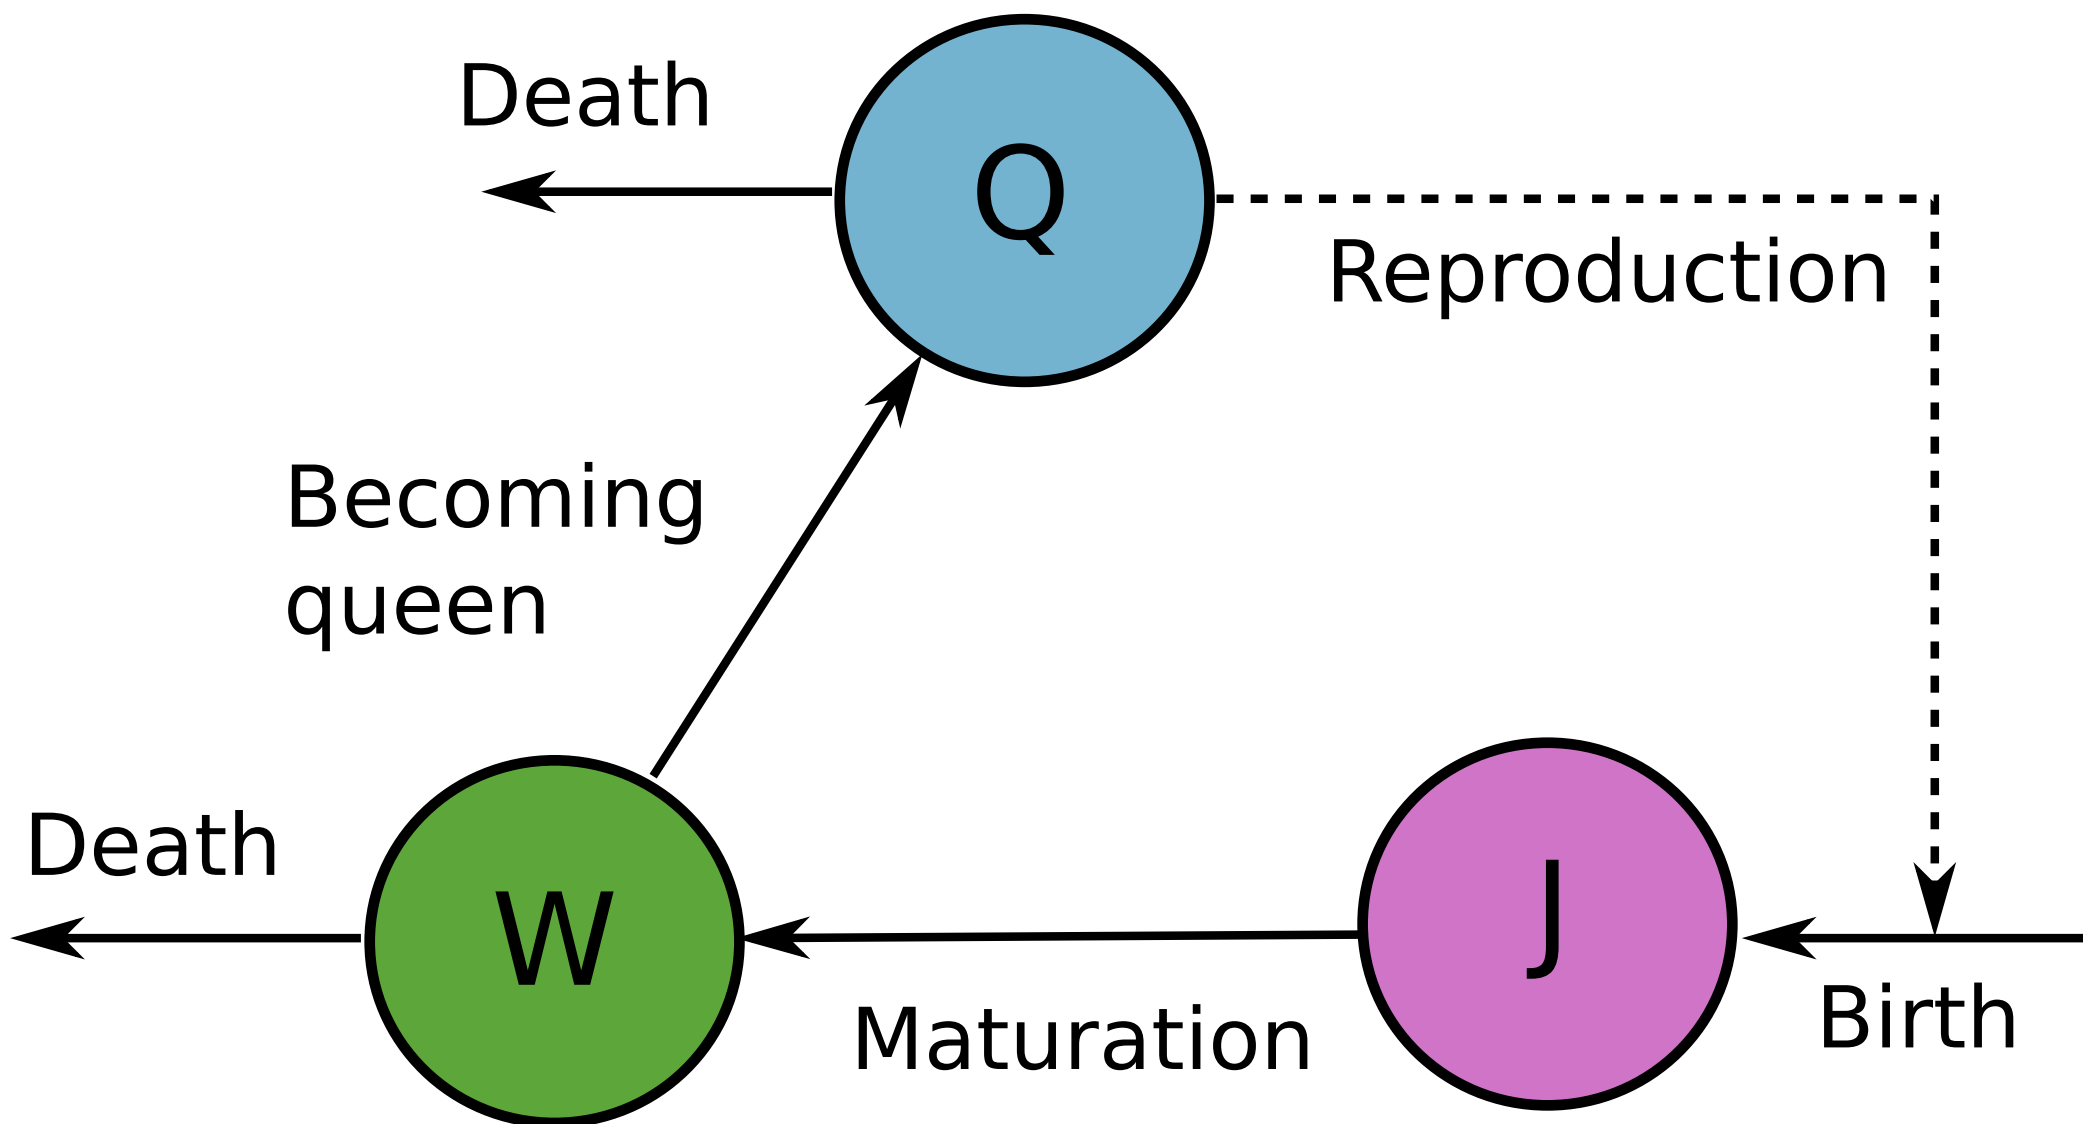 Death
Q
Reproduction
Becoming
queen
Death
W
J
Maturation
Birth